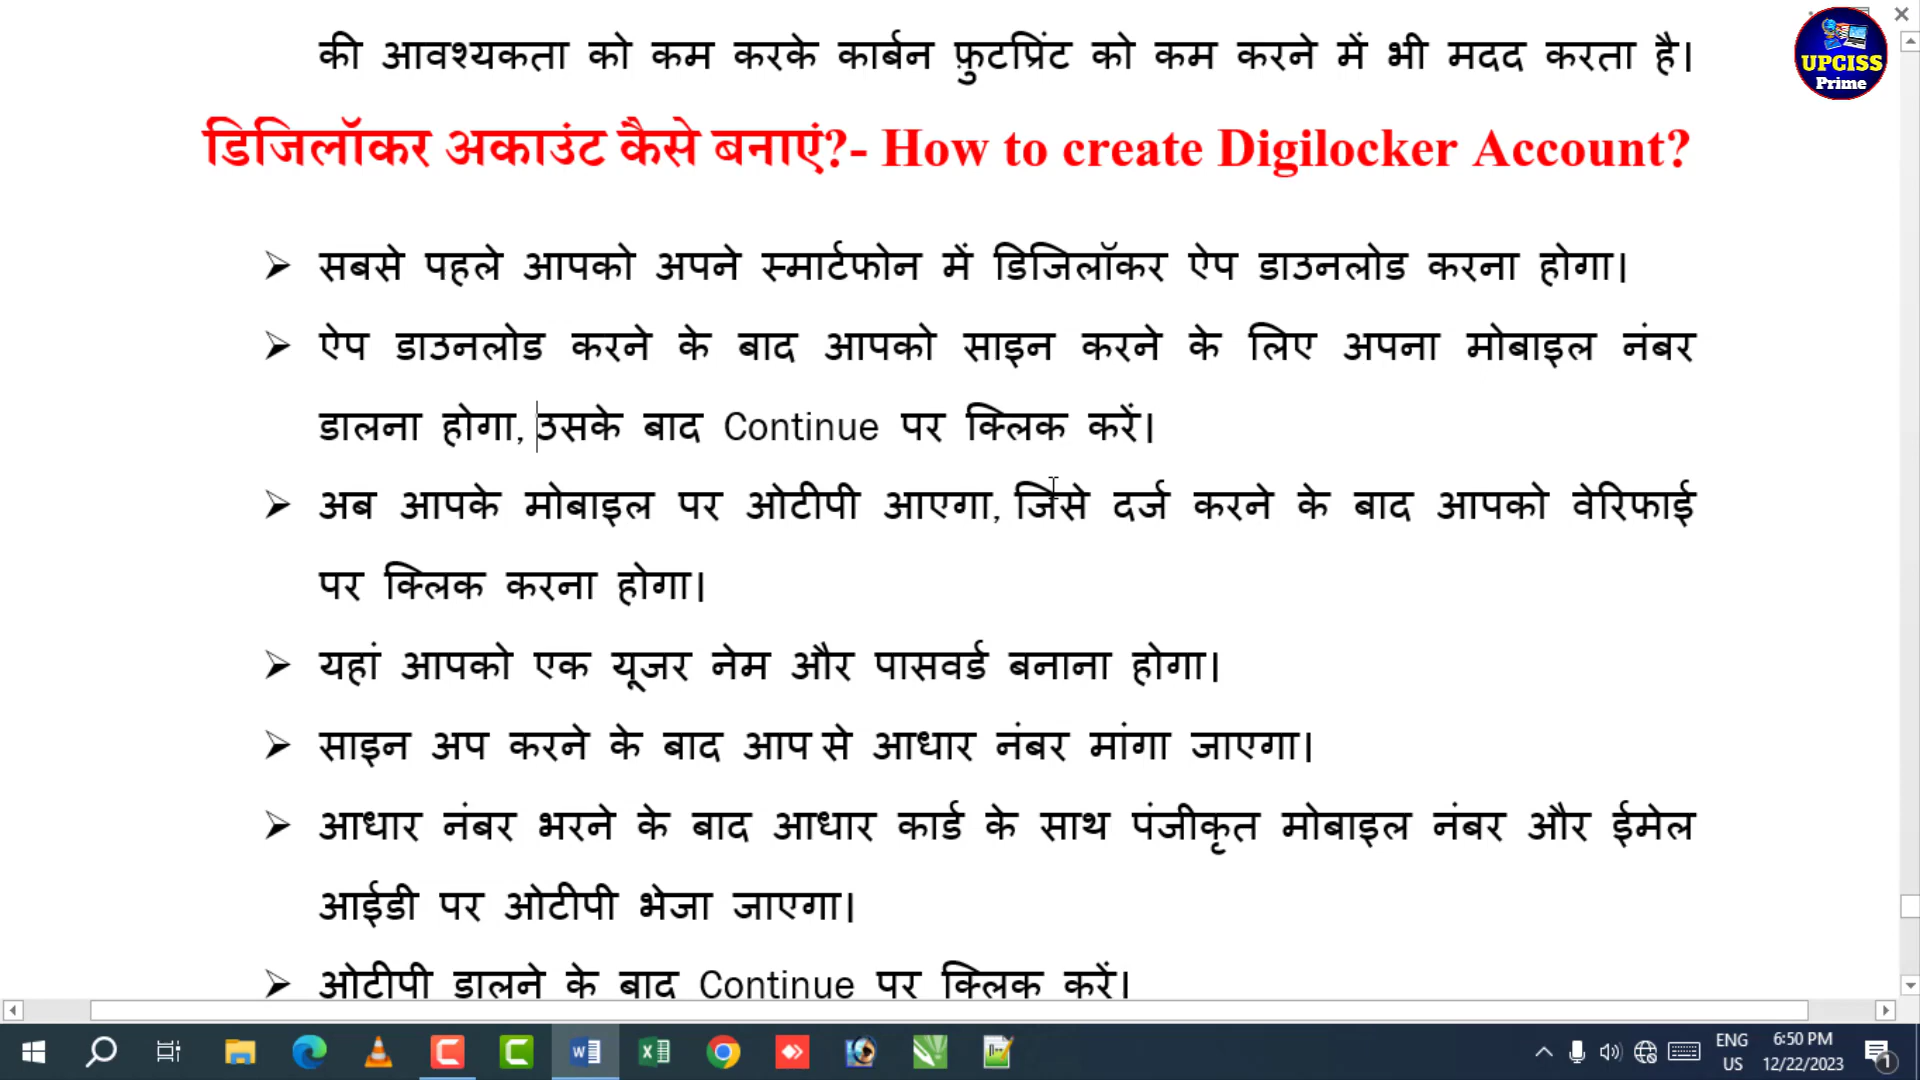 की आवश्यकता को कम करके कार्बन फ़ुटप्रिंट को कम करने में भी मदद करता है।
UPCISS
Prime
डिजिलॉकर अकाउंट कैसे बनाएं?- How to create Digilocker Account?
➢ सबसे पहले आपको अपने स्मार्टफोन में डिजिलॉकर ऐप डाउनलोड करना होगा।
➢ ऐप डाउनलोड करने के बाद आपको साइन करने के लिए अपना मोबाइल नंबर
डालना होगा, उसके बाद Continue पर क्लिक करें।
➢ अब आपके मोबाइल पर ओटीपी आएगा, जिसे दर्ज करने के बाद आपको वेरिफाई
पर क्लिक करना होगा।
➢ यहां आपको एक यूजर नेम और पासवर्ड बनाना होगा।
➢ साइन अप करने के बाद आप से आधार नंबर मांगा जाएगा।
➢ आधार नंबर भरने के बाद आधार कार्ड के साथ पंजीकृत मोबाइल नंबर और ईमेल
आईडी पर ओटीपी भेजा जाएगा।
➢ ओटीपी डालने के बाद Continue पर क्लिक करें।
ENG
US
6:50 PM
12/22/2023
1